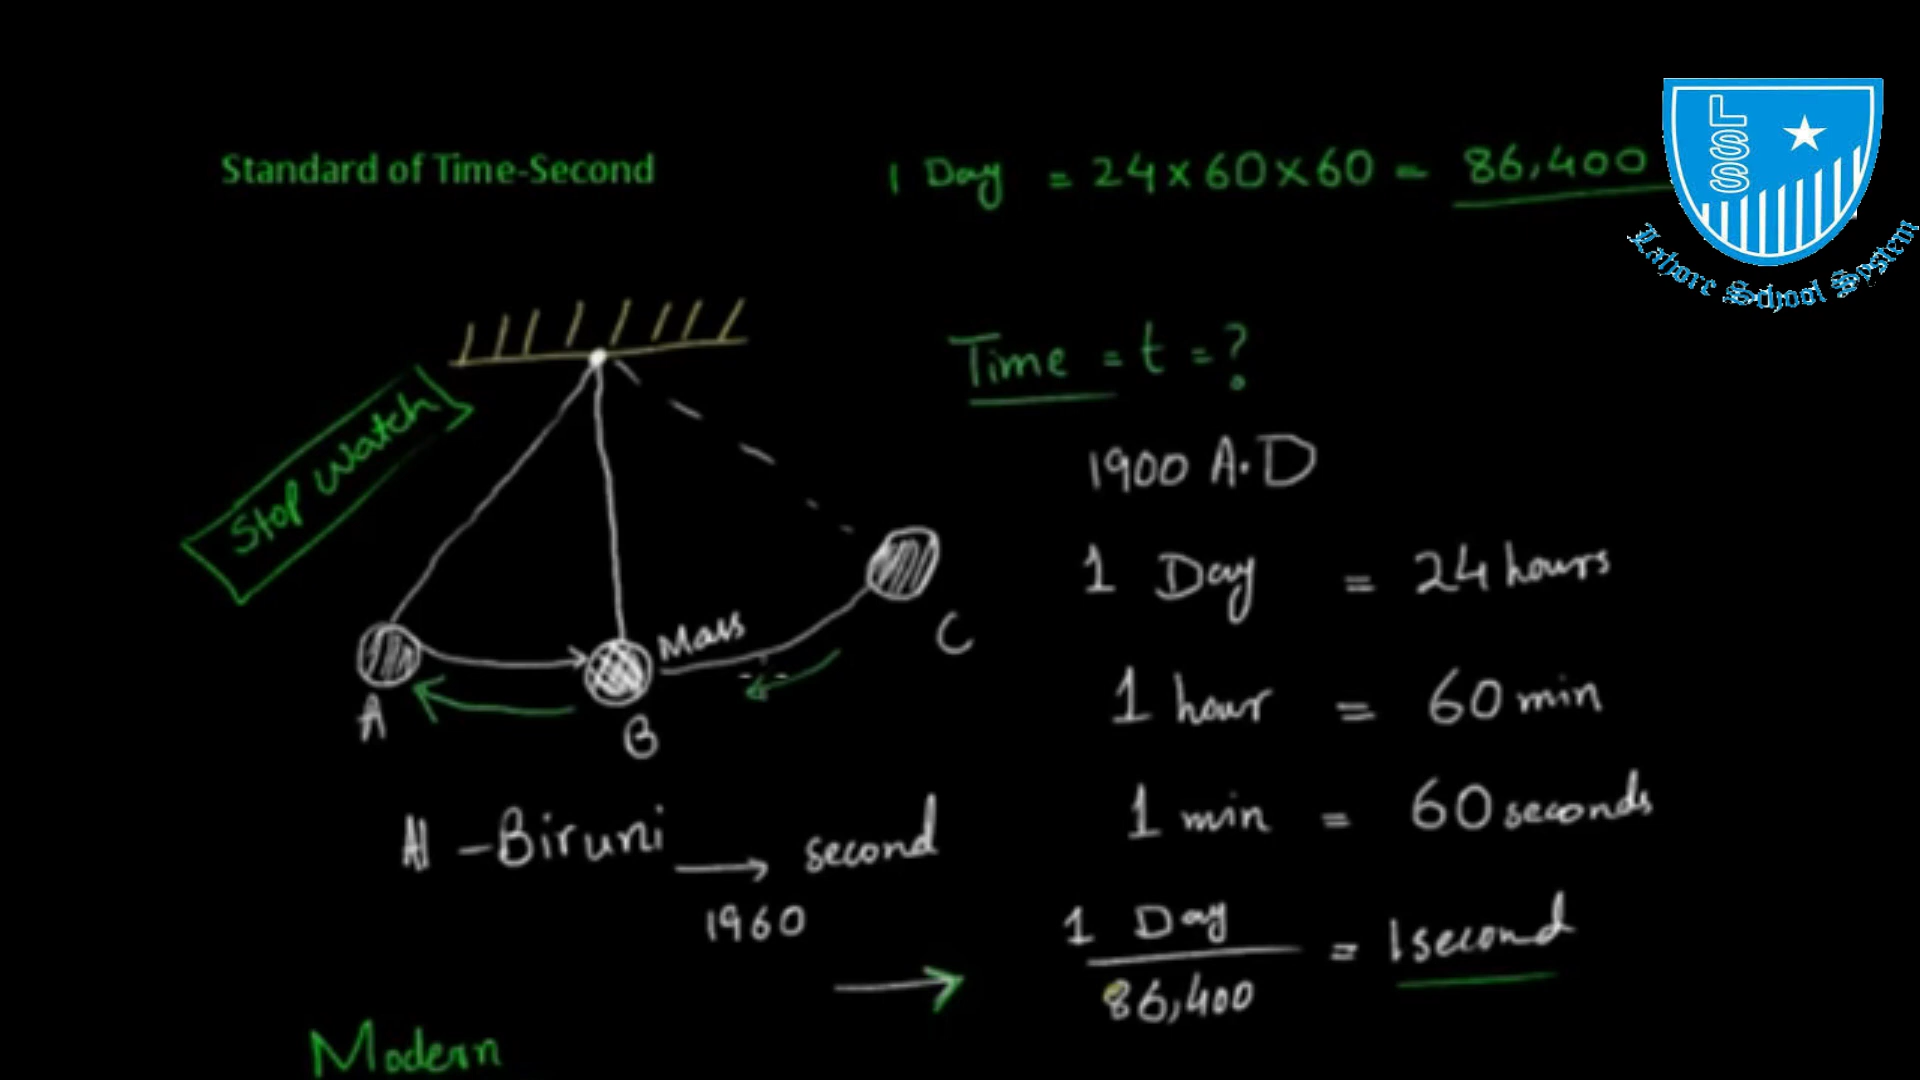 Standard of Time-Second
1 Day = 24 x 60 x 60 = 86,400
LSS
Lahore School System
Time = t = ?
Stop Watch
1900 A.D
1 Day = 24 hours
Mass
A
B
C
1 hour = 60 min
1 min = 60 seconds
Al-Biruni → second
1960
→ 1 Day
86,400
= 1 second
Modern